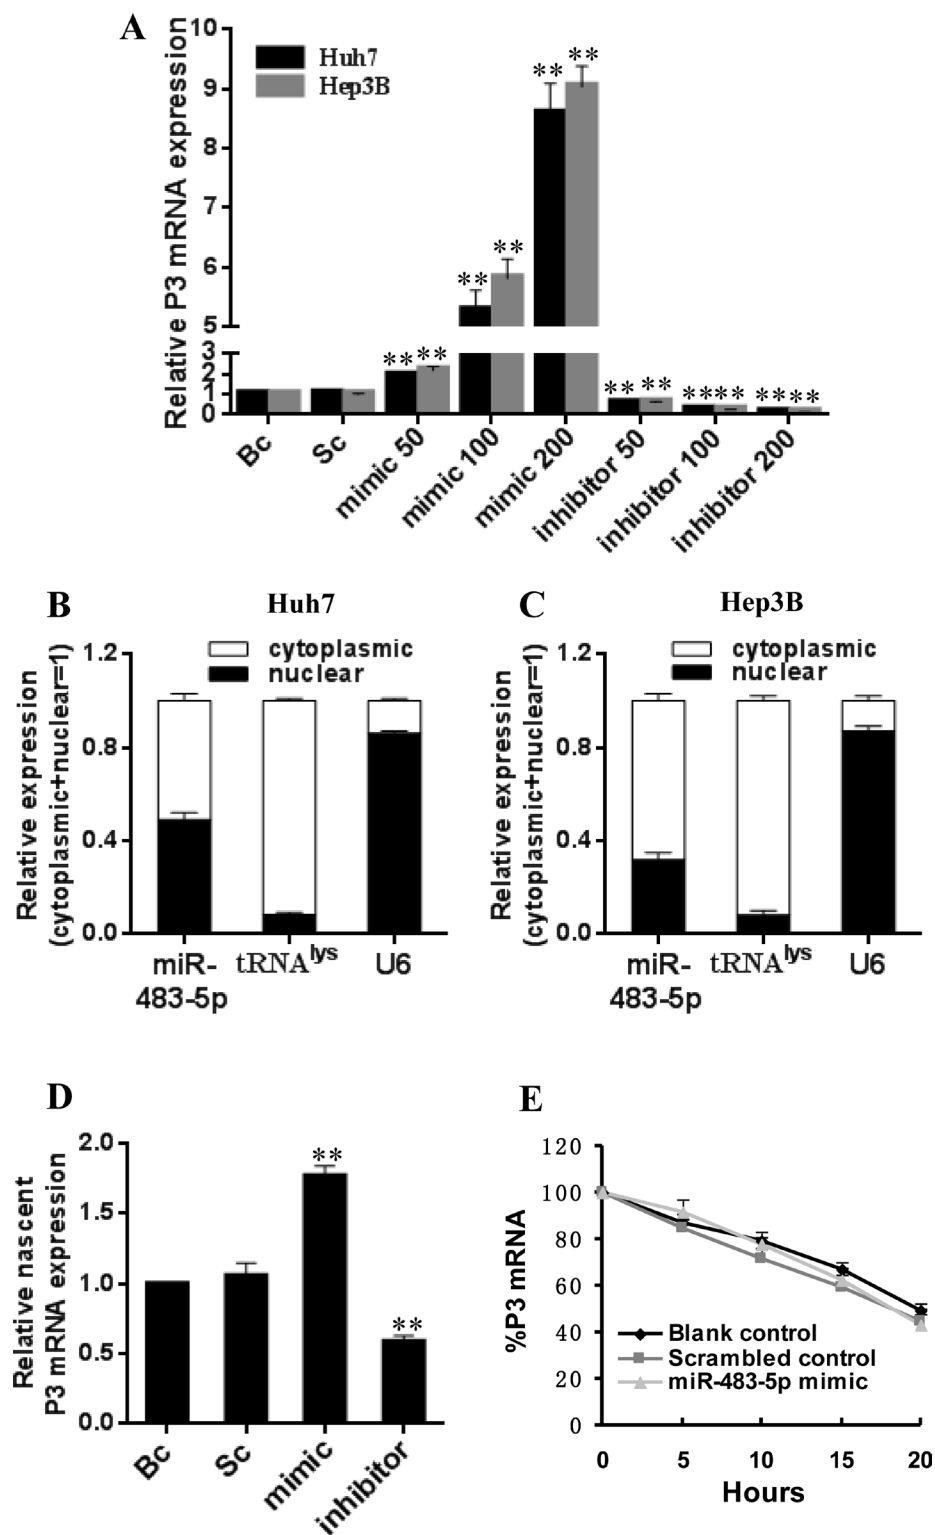 A
Relative P3 mRNA expression
10
9
8
7
6
5
3
2
1
0
Huh7
Hep3B
** **
** **
** **
** **
****
****
Bc
Sc
mimic 50
mimic 100
mimic 200
inhibitor 50
inhibitor 100
inhibitor 200
B
Huh7
cytoplasmic
nuclear
Relative expression
(cytoplasmic+nuclear=1)
1.2
0.8
0.4
0.0
miR-
483-5p
tRNAlys
U6
C
Hep3B
cytoplasmic
nuclear
Relative expression
(cytoplasmic+nuclear=1)
1.2
0.8
0.4
0.0
miR-
483-5p
tRNAlys
U6
D
Relative nascent
P3 mRNA expression
2.0
1.5
1.0
0.5
0.0
**
**
Bc
Sc
mimic
inhibitor
E
%P3 mRNA
120
100
80
60
40
20
0
Blank control
Scrambled control
miR-483-5p mimic
0 5 10 15 20
Hours